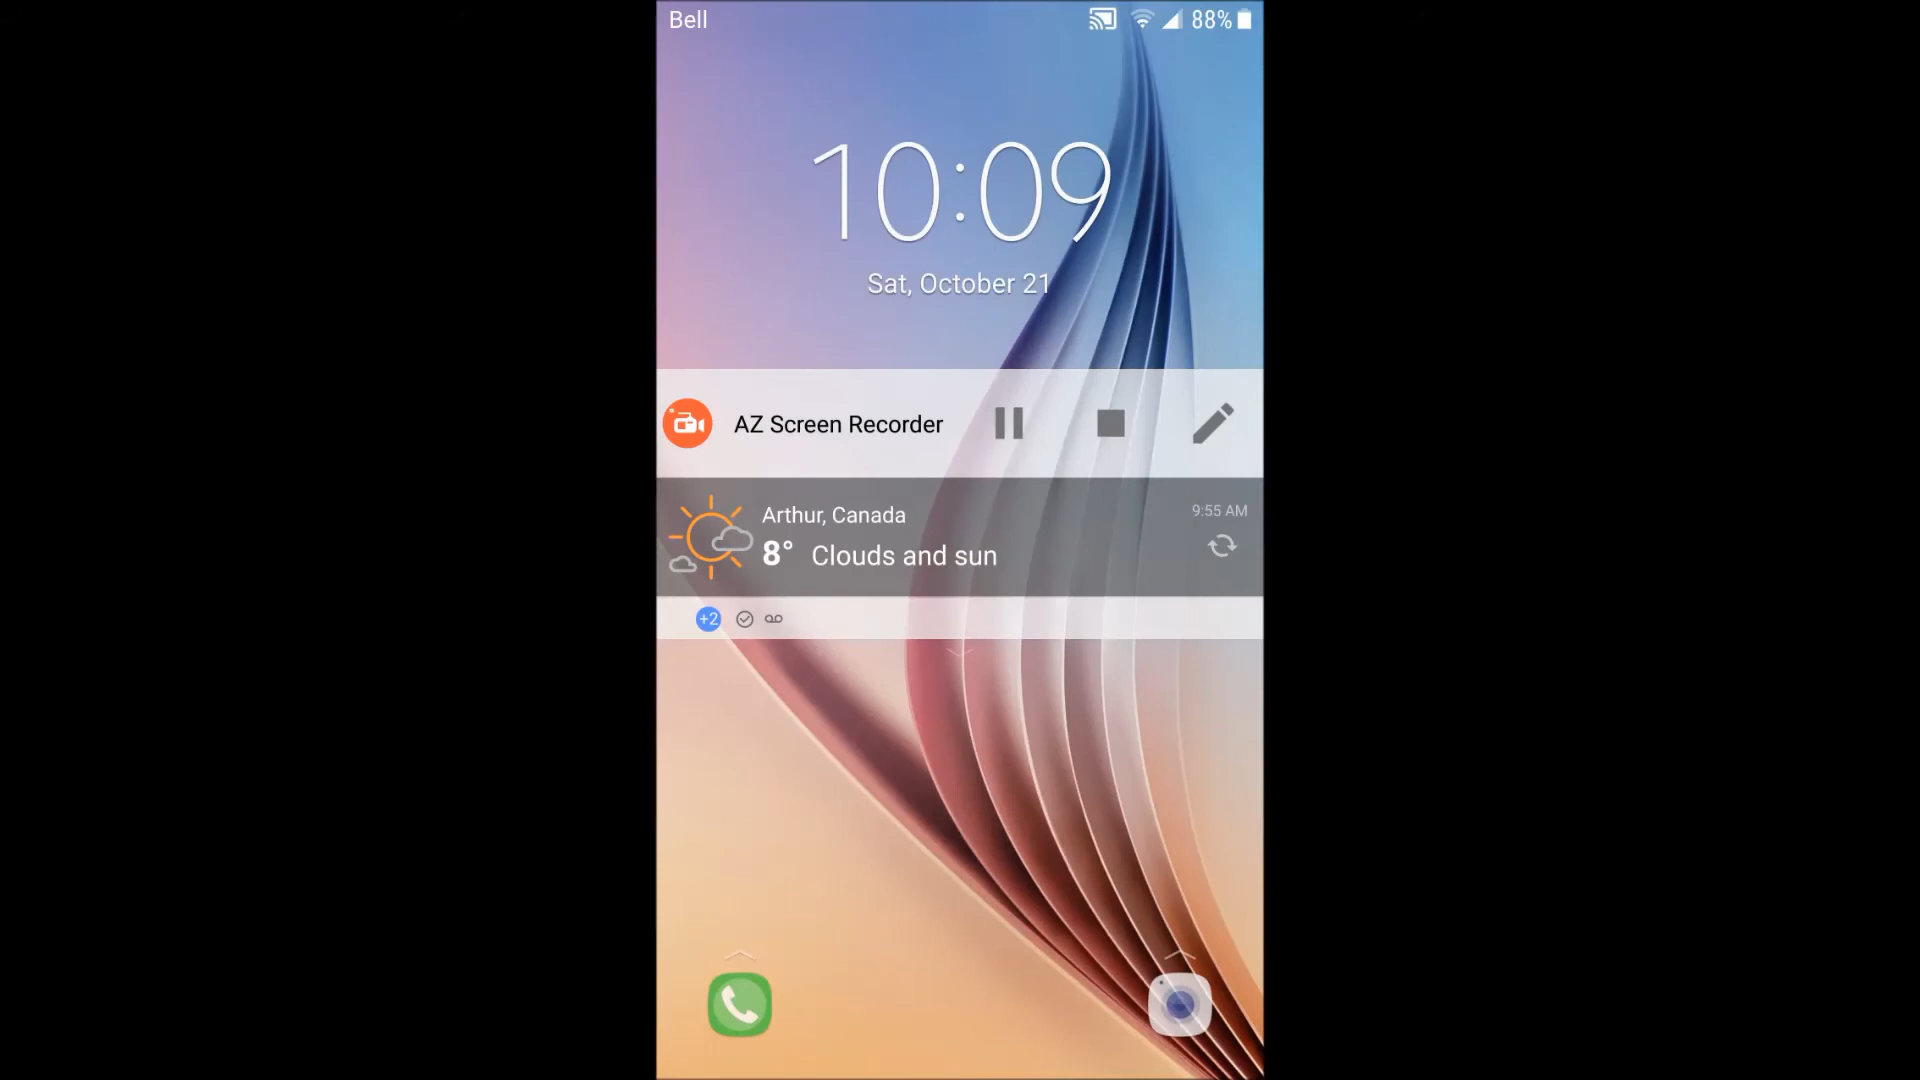 Bell
88%
10:09
Sat, October 21
AZ Screen Recorder
Arthur, Canada
9:55 AM
8° Clouds and sun
+2